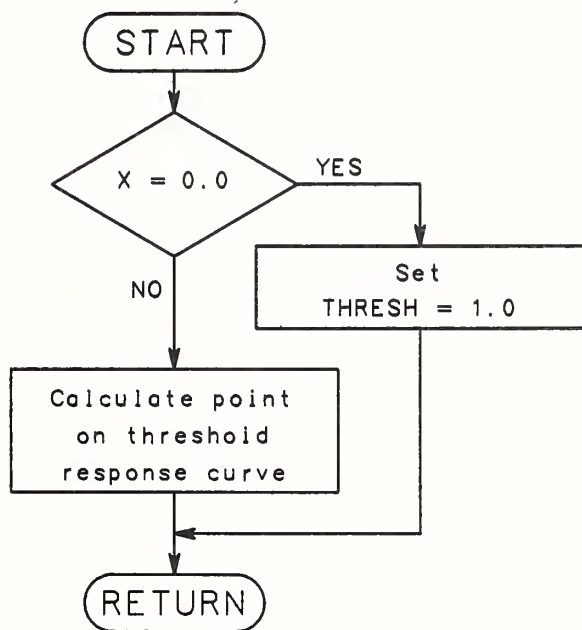 START
X = 0.0
YES
Set
THRESH = 1.0
NO
Calculate point
on threshold
response curve
RETURN